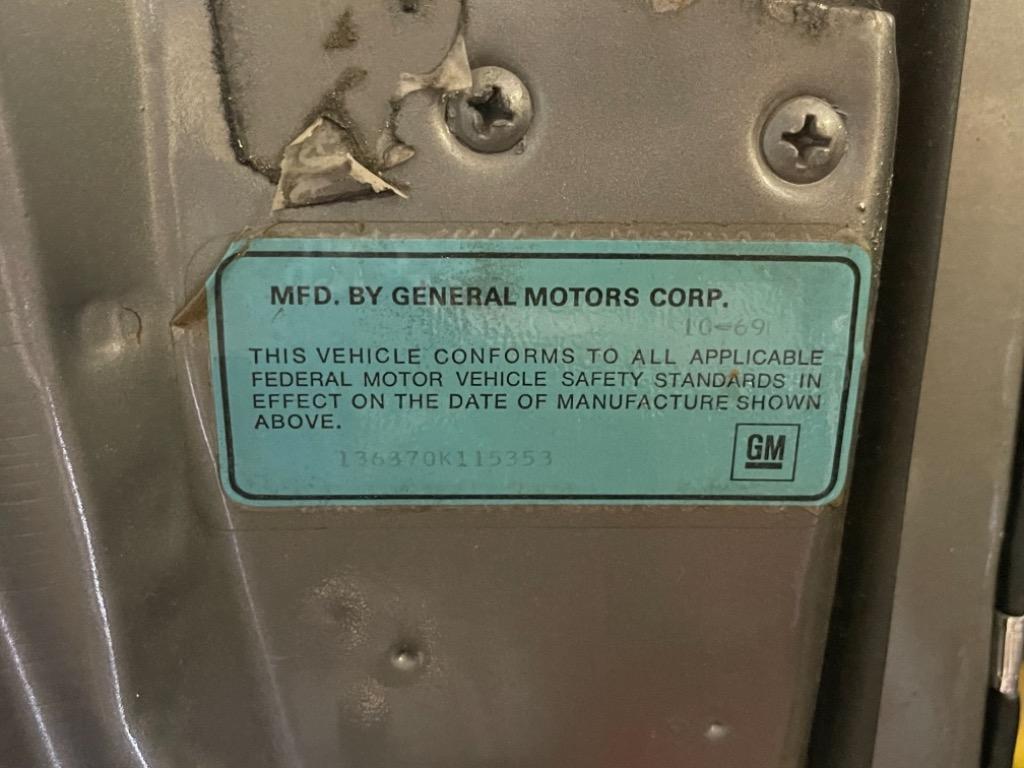 MFD. BY GENERAL MOTORS CORP.
10-69
THIS VEHICLE CONFORMS TO ALL APPLICABLE
FEDERAL MOTOR VEHICLE SAFETY STANDARDS IN
EFFECT ON THE DATE OF MANUFACTURE SHOWN
ABOVE.
136370K115353
GM